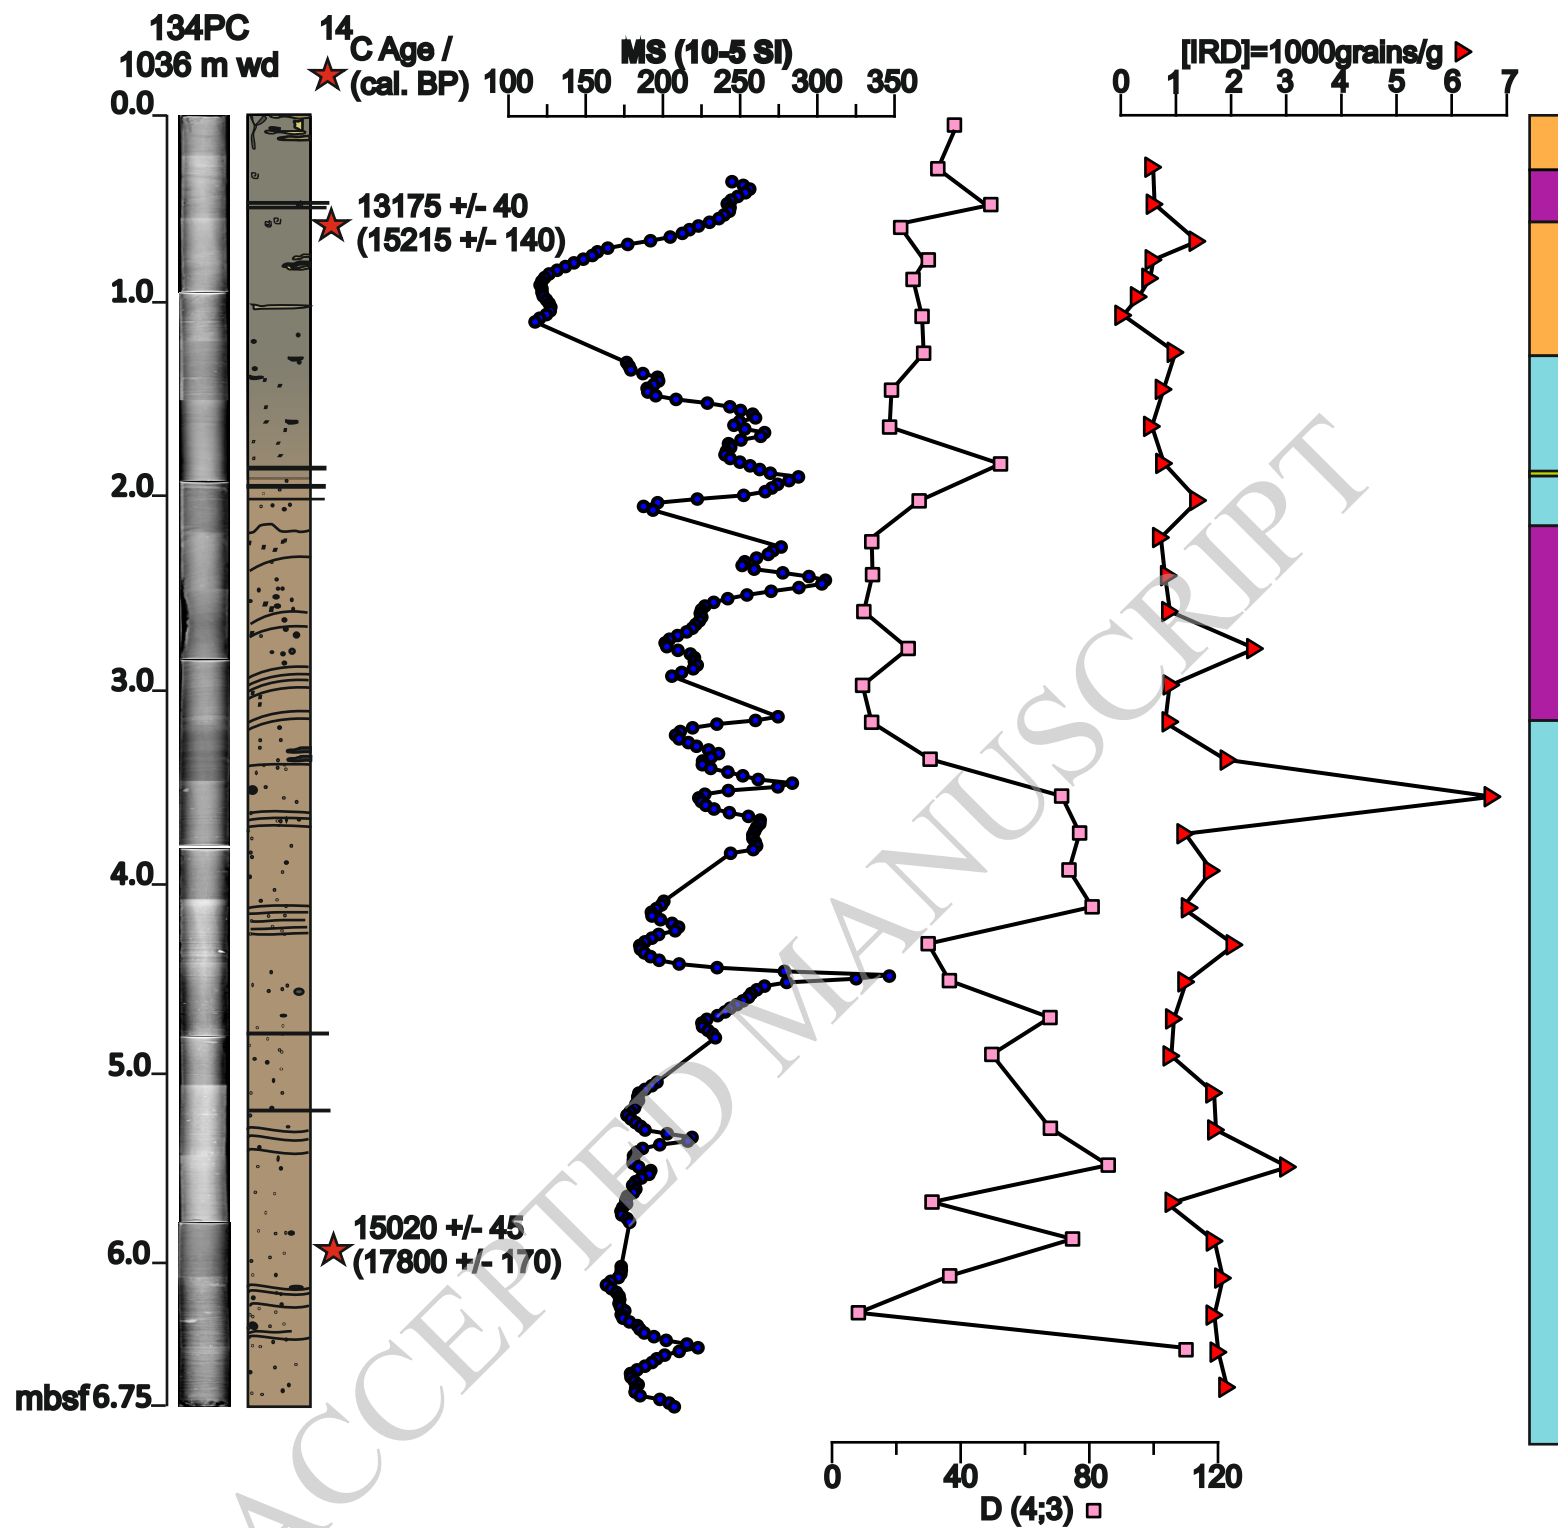 134PC
1036 m wd
14
C Age /
(cal. BP)
MS (10-5 SI)
100 150 200 250 300 350
[IRD]=1000grains/g
0 1 2 3 4 5 6 7
0.0
13175 +/- 40
(15215 +/- 140)
1.0
2.0
3.0
4.0
5.0
15020 +/- 45
(17800 +/- 170)
6.0
mbsf 6.75
0 40 80 120
D (4;3)
ACCEPTED MANUSCRIPT